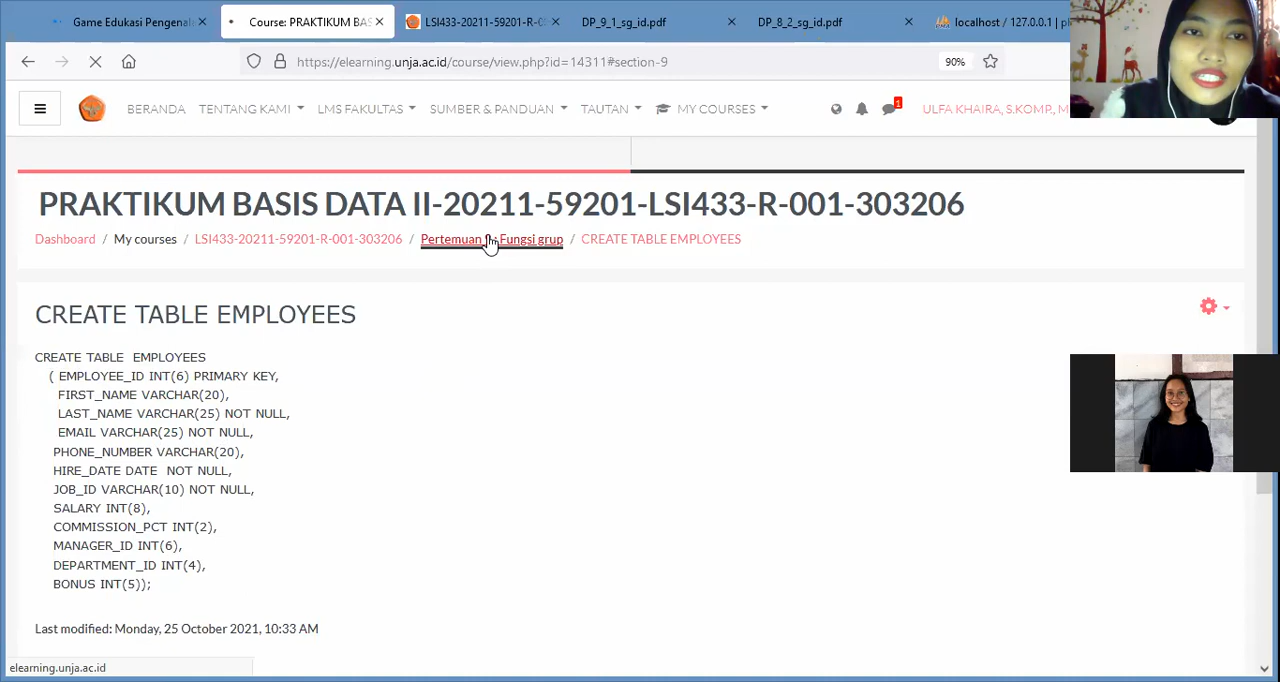 Game Edukasi Pengenal
Course: PRAKTIKUM BAS
LSI433-20211-59201-R-0
DP_9_1_sg_id.pdf
DP_8_2_sg_id.pdf
localhost / 127.0.0.1 | pl
https://elearning.unja.ac.id/course/view.php?id=14311#section-9
90%
BERANDA TENTANG KAMI LMS FAKULTAS SUMBER & PANDUAN TAUTAN MY COURSES 1 ULFA KHAIRA, S.KOMP., M
PRAKTIKUM BASIS DATA II-20211-59201-LSI433-R-001-303206
Dashboard / My courses / LSI433-20211-59201-R-001-303206 / Pertemuan Fungsi grup / CREATE TABLE EMPLOYEES
CREATE TABLE EMPLOYEES
CREATE TABLE EMPLOYEES
( EMPLOYEE_ID INT(6) PRIMARY KEY,
FIRST_NAME VARCHAR(20),
LAST_NAME VARCHAR(25) NOT NULL,
EMAIL VARCHAR(25) NOT NULL,
PHONE_NUMBER VARCHAR(20),
HIRE_DATE DATE NOT NULL,
JOB_ID VARCHAR(10) NOT NULL,
SALARY INT(8),
COMMISSION_PCT INT(2),
MANAGER_ID INT(6),
DEPARTMENT_ID INT(4),
BONUS INT(5));
Last modified: Monday, 25 October 2021, 10:33 AM
elearning.unja.ac.id